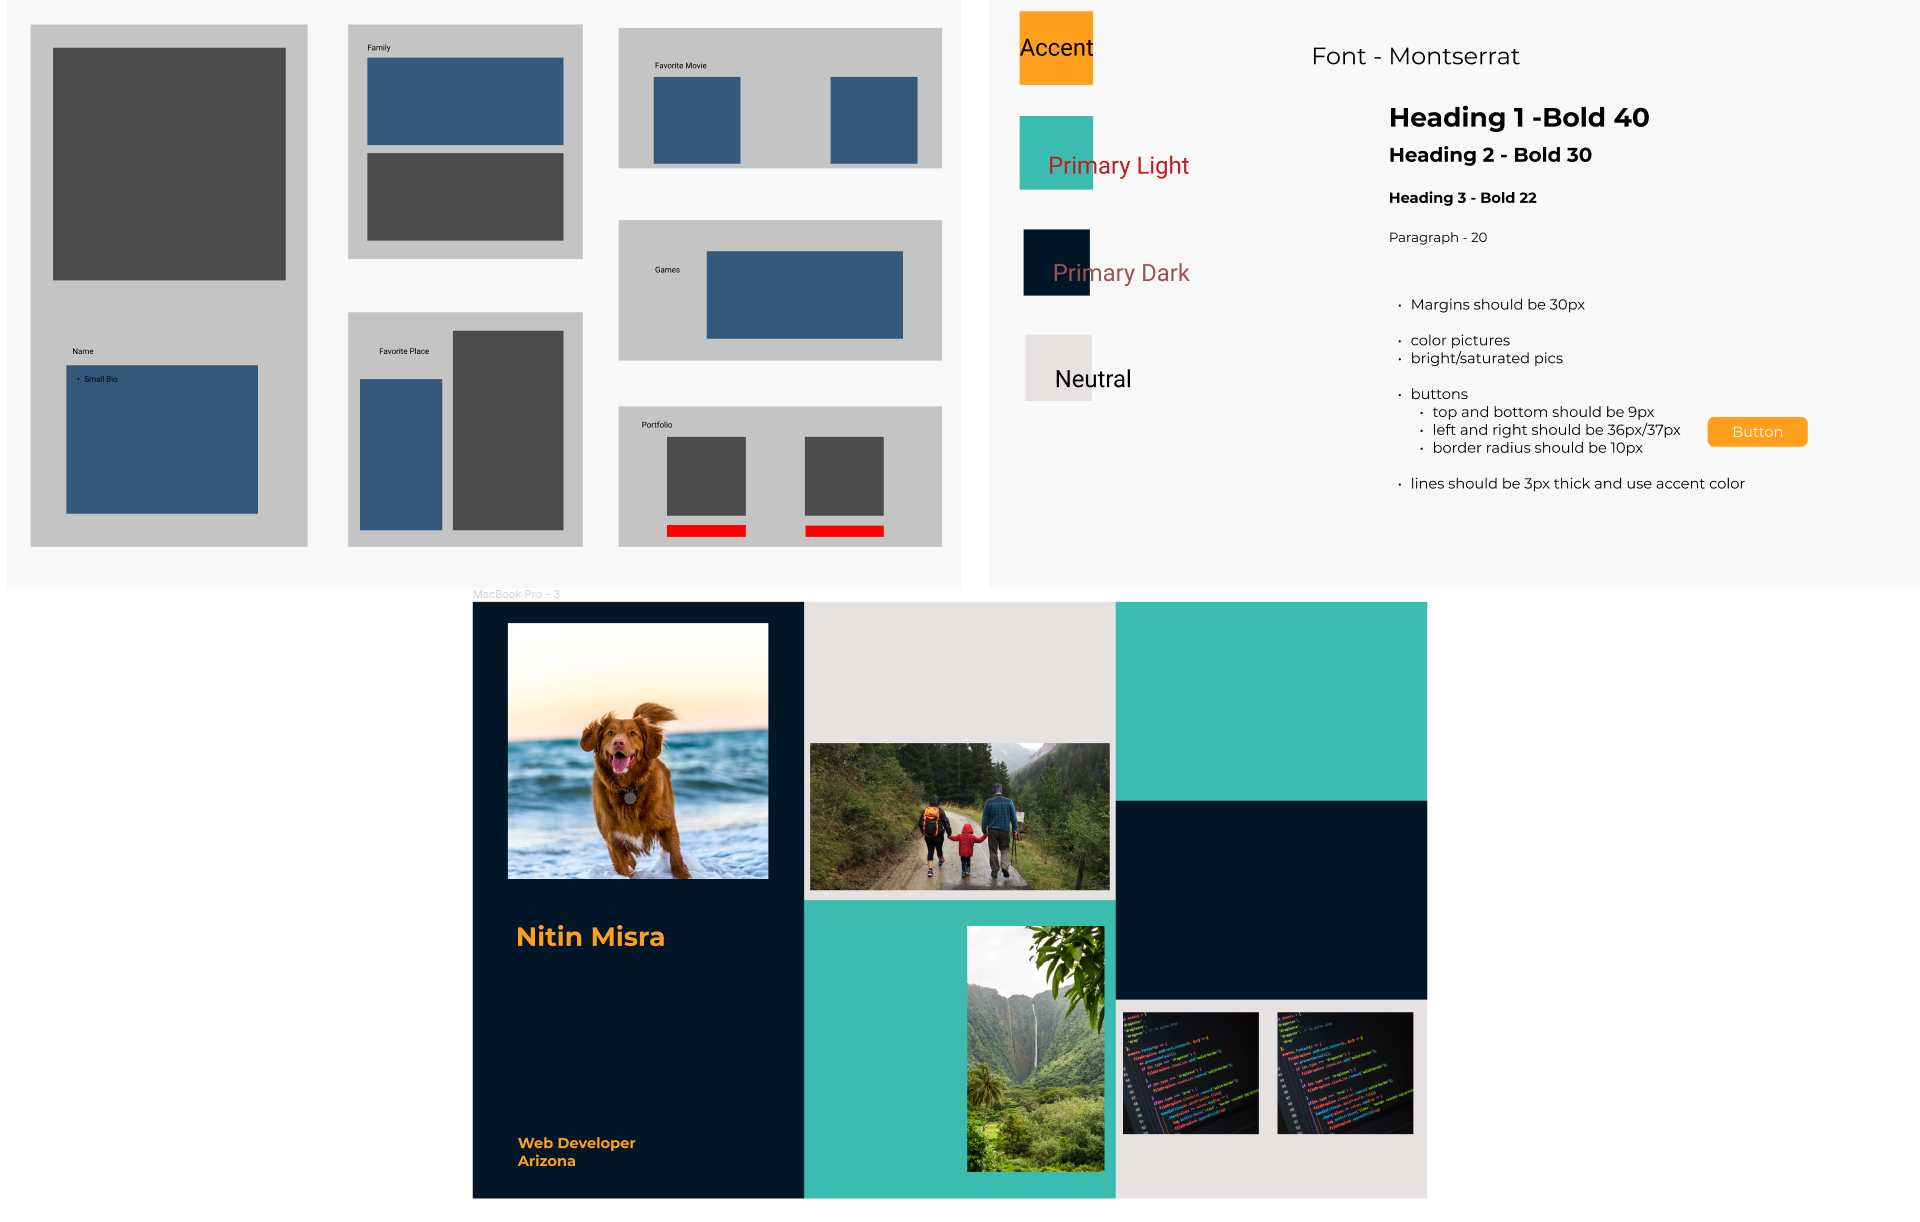 Family
Favorite Movie
Games
Name
• Small Bio
Favorite Place
Portfolio
Accent
Primary Light
Primary Dark
Neutral
Font - Montserrat
Heading 1 -Bold 40
Heading 2 - Bold 30
Heading 3 - Bold 22
Paragraph - 20
• Margins should be 30px
• color pictures
• bright/saturated pics
• buttons
• top and bottom should be 9px
• left and right should be 36px/37px
• border radius should be 10px
Button
• lines should be 3px thick and use accent color
MacBook Pro - 3
Nitin Misra
Web Developer
Arizona